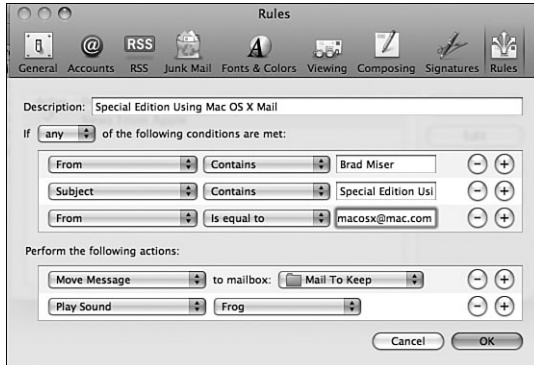 Rules
General Accounts RSS Junk Mail Fonts & Colors Viewing Composing Signatures Rules
Description: Special Edition Using Mac OS X Mail
If any of the following conditions are met:
From Contains Brad Miser
Subject Contains Special Edition Usi
From Is equal to macosx@mac.com
Perform the following actions:
Move Message to mailbox: Mail To Keep
Play Sound Frog
Cancel OK